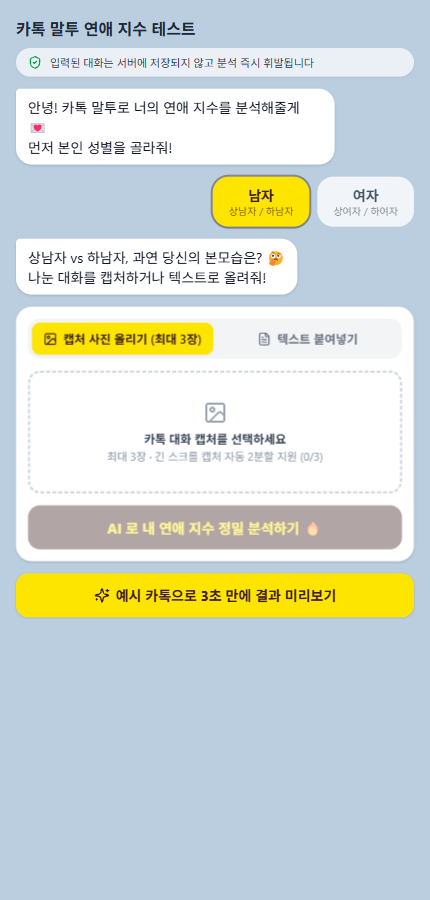 카톡 말투 연애 지수 테스트
입력된 대화는 서버에 저장되지 않고 분석 즉시 휘발됩니다
안녕! 카톡 말투로 너의 연애 지수를 분석해줄게
💌
먼저 본인 성별을 골라줘!
남자
상남자 / 하남자
여자
상여자 / 하여자
상남자 vs 하남자, 과연 당신의 본모습은? 🤔
나눈 대화를 캡처하거나 텍스트로 올려줘!
캡처 사진 올리기 (최대 3장)
텍스트 붙여넣기
카톡 대화 캡처를 선택하세요
최대 3장 · 긴 스크롤 캡처 자동 2분할 지원 (0/3)
AI 로 내 연애 지수 정밀 분석하기 🔥
예시 카톡으로 3초 만에 결과 미리보기